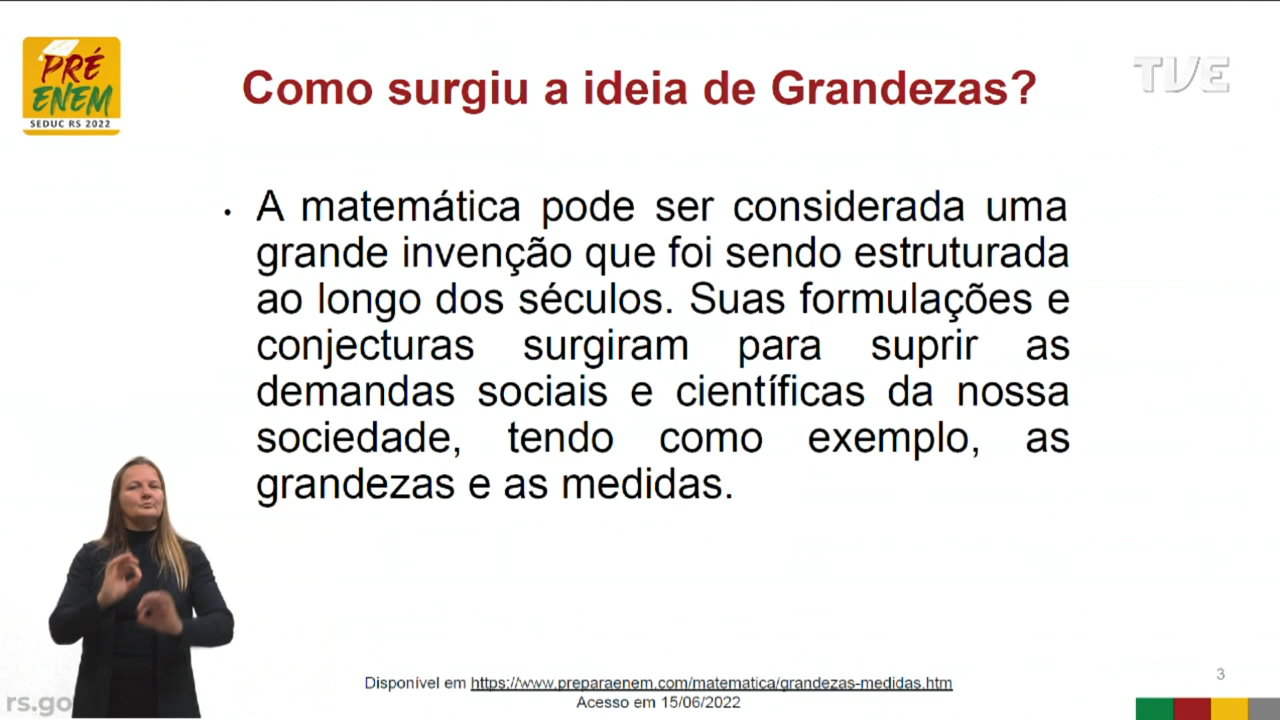 PRÉ
ENEM
SEDUC RS 2022
Como surgiu a ideia de Grandezas?
TVE
• A matemática pode ser considerada uma
grande invenção que foi sendo estruturada
ao longo dos séculos. Suas formulações e
conjecturas surgiram para suprir as
demandas sociais e científicas da nossa
sociedade, tendo como exemplo, as
grandezas e as medidas.
Disponível em https://www.preparaenem.com/matematica/grandezas-medidas.htm
Acesso em 15/06/2022
3
rs.go